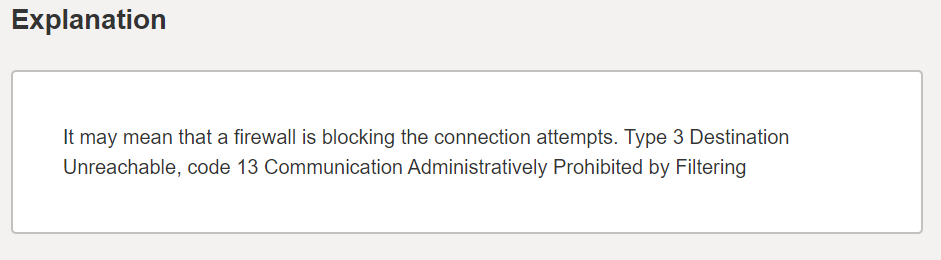 Explanation
It may mean that a firewall is blocking the connection attempts. Type 3 Destination
Unreachable, code 13 Communication Administratively Prohibited by Filtering